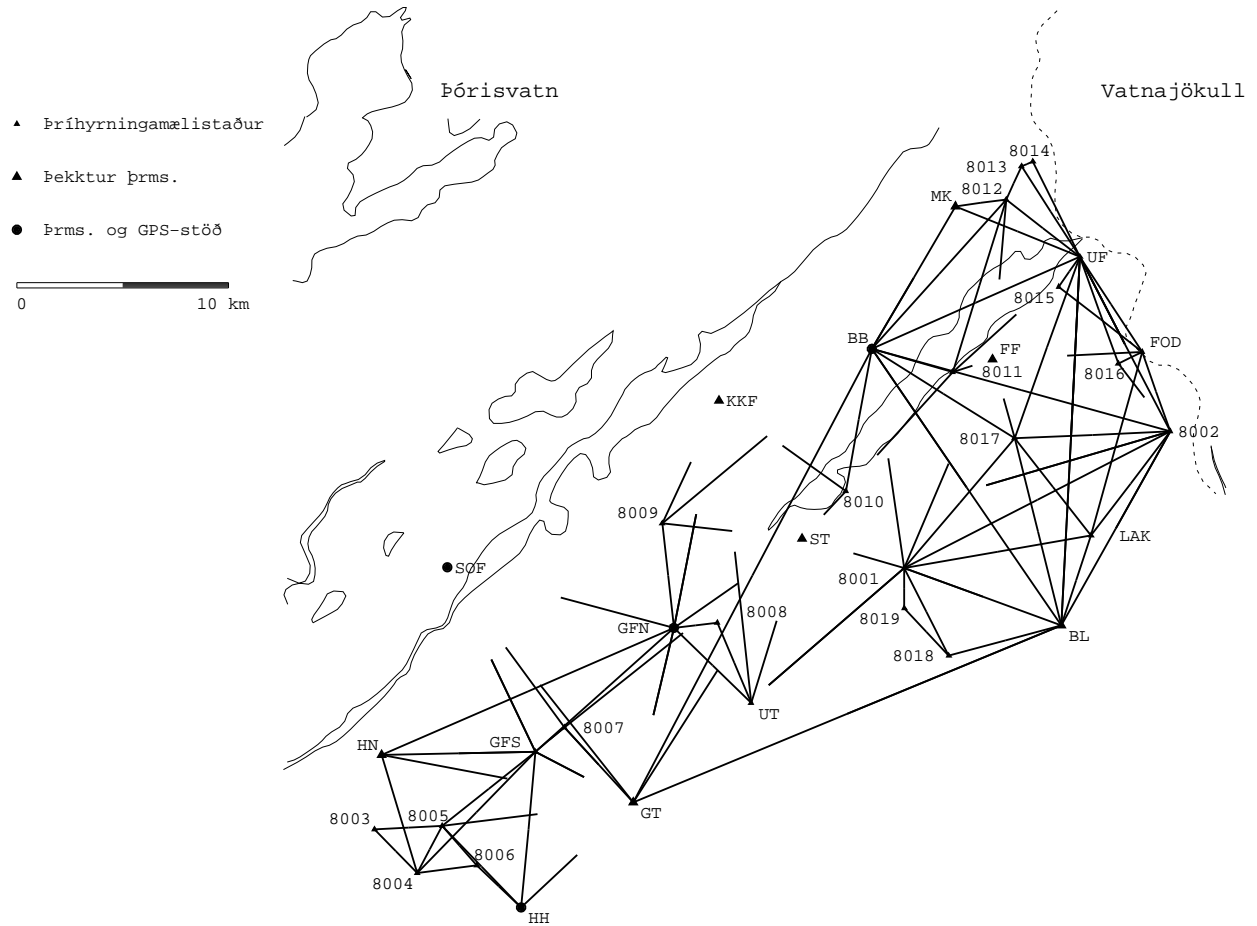 Þórisvatn
Vatnajökull
Þríhyrningamælistaður
Þekktur þrms.
Þrms. og GPS-stöð
0 10 km
8014
8013
8012
MK
UF
8015
BB
FF
FOD
8011
8016
KKF
8017
8002
8010
8009
ST
LAK
SOF
8001
8008
8019
GFN
BL
8018
UT
8007
HN
GFS
GT
8003
8005
8006
8004
HH